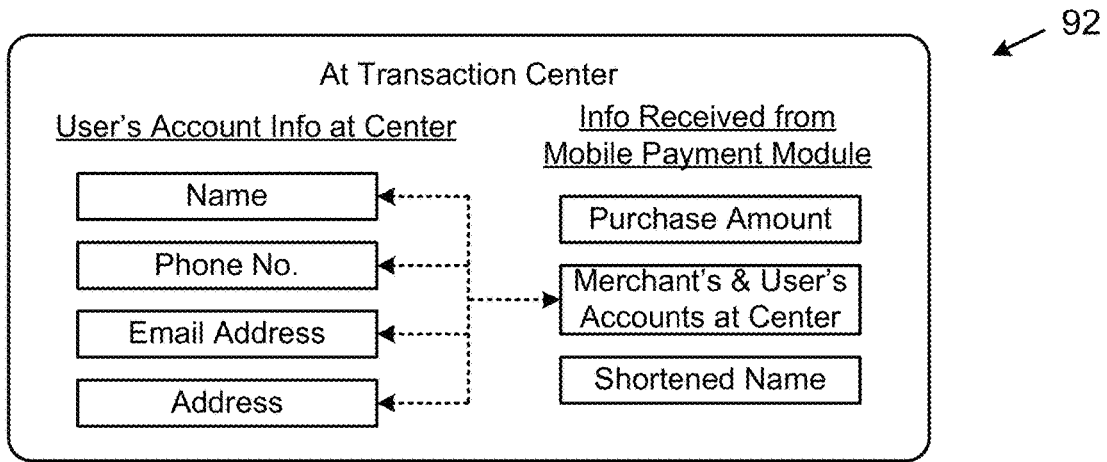 92
At Transaction Center
User's Account Info at Center
Name
Phone No.
Email Address
Address
Info Received from
Mobile Payment Module
Purchase Amount
Merchant's & User's
Accounts at Center
Shortened Name